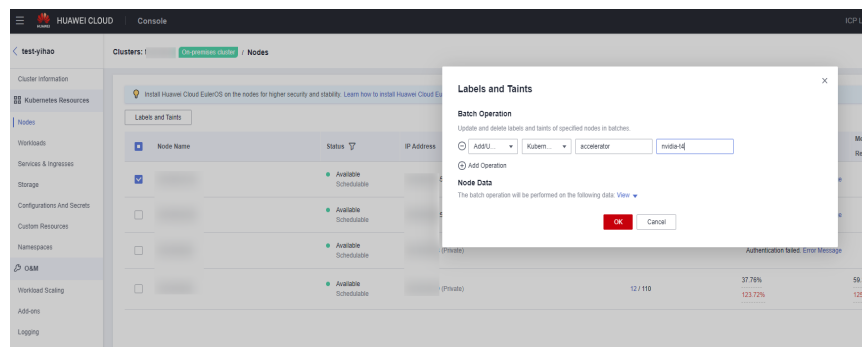 HUAWEI
HUAWEI CLOUD
Console
ICP L
test-yihao
Clusters:
On-premises cluster
/ Nodes
Cluster Information
Kubernetes Resources
Nodes
Workloads
Services & Ingresses
Storage
Configurations And Secrets
Custom Resources
Namespaces
O&M
Workload Scaling
Add-ons
Logging
Install Huawei Cloud EulerOS on the nodes for higher security and stability. Learn how to install Huawei Cloud Eu
Labels and Taints
Node Name
Status
IP Address
Available
Schedulable
Available
Schedulable
Available
Schedulable
(Private)
Authentication failed. Error Message
Available
Schedulable
(Private)
12 / 110
37.76%
123.72%
59.
125
Labels and Taints
Batch Operation
Update and delete labels and taints of specified nodes in batches.
Add/U...
Kubern...
accelerator
nvidia-t4
Add Operation
Node Data
The batch operation will be performed on the following data: View
OK
Cancel